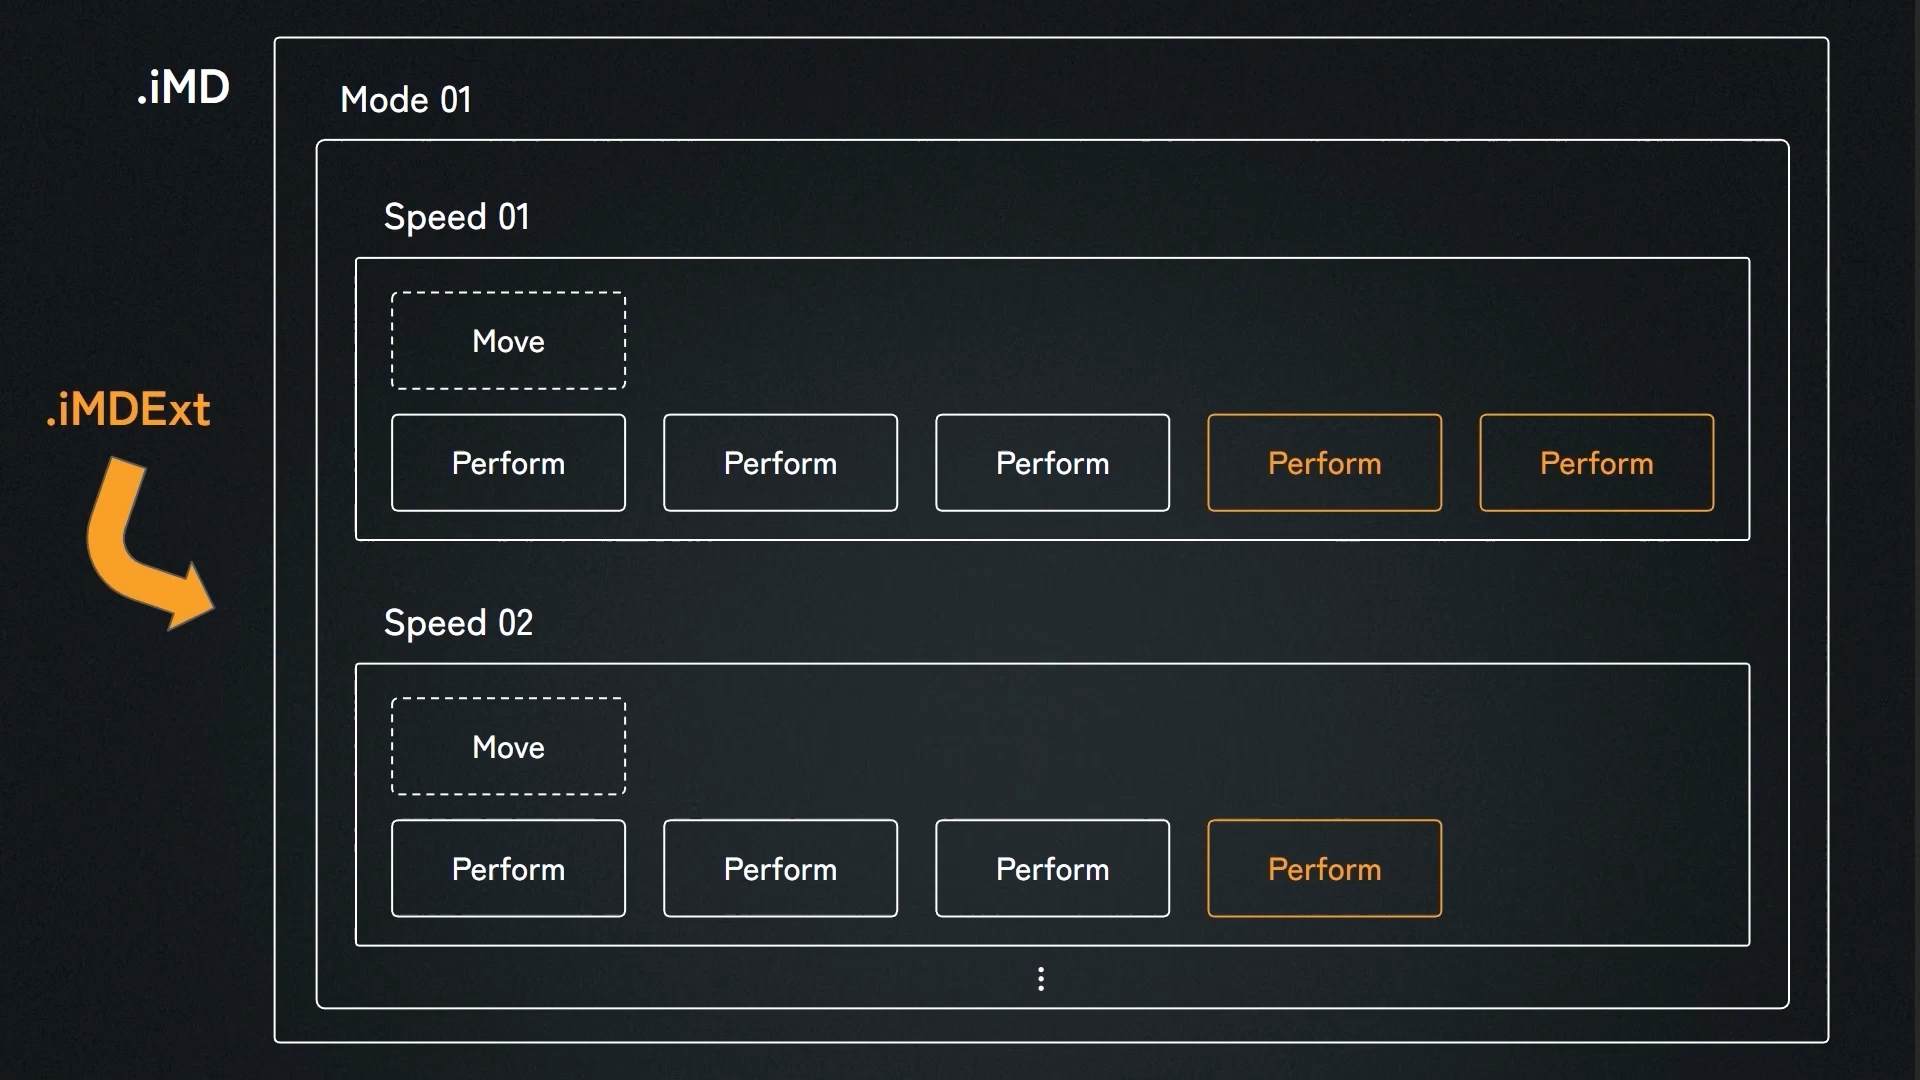 .iMD
Mode 01
Speed 01
Move
.iMDExt
Perform Perform Perform Perform Perform
Speed 02
Move
Perform Perform Perform Perform